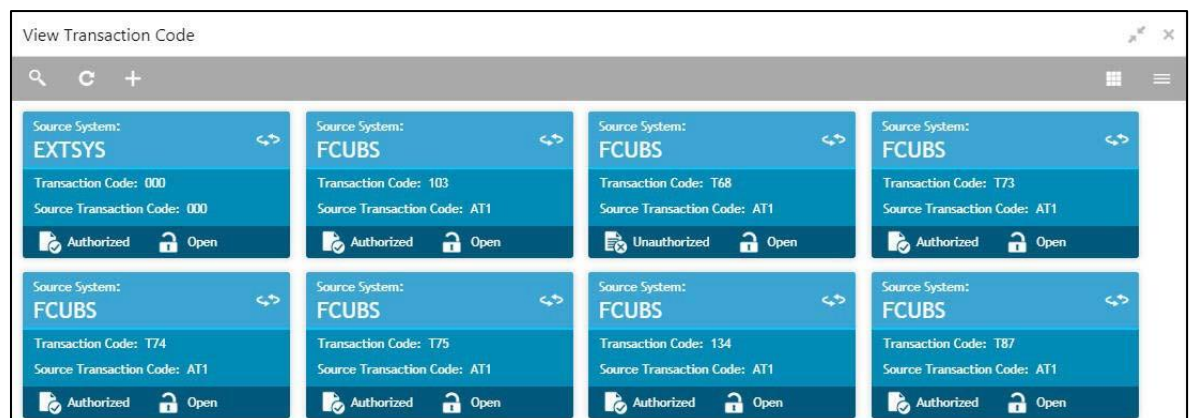 View Transaction Code
Source System:
EXTSYS
Transaction Code: 000
Source Transaction Code: 000
Authorized Open
Source System:
FCUBS
Transaction Code: 103
Source Transaction Code: AT1
Authorized Open
Source System:
FCUBS
Transaction Code: T68
Source Transaction Code: AT1
Unauthorized Open
Source System:
FCUBS
Transaction Code: T73
Source Transaction Code: AT1
Authorized Open
Source System:
FCUBS
Transaction Code: T74
Source Transaction Code: AT1
Authorized Open
Source System:
FCUBS
Transaction Code: T75
Source Transaction Code: AT1
Authorized Open
Source System:
FCUBS
Transaction Code: 134
Source Transaction Code: AT1
Authorized Open
Source System:
FCUBS
Transaction Code: T87
Source Transaction Code: AT1
Authorized Open